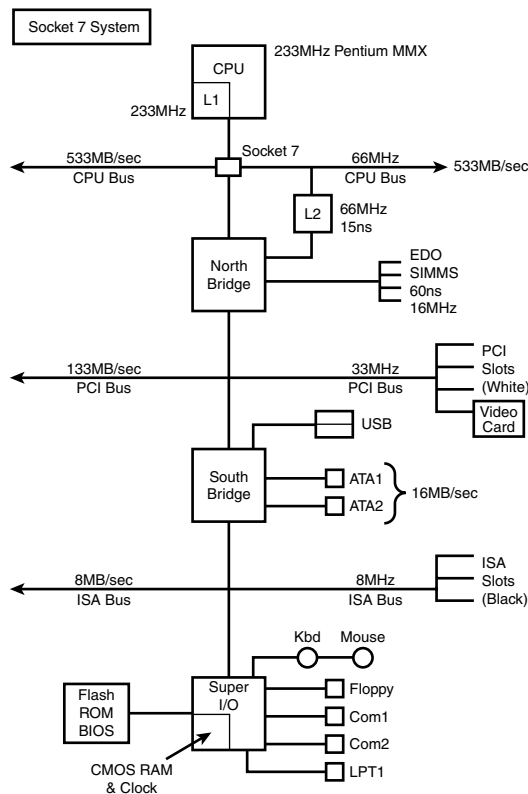 Socket 7 System
233MHz Pentium MMX
CPU
L1
233MHz
Socket 7
533MB/sec
CPU Bus
66MHz
CPU Bus
533MB/sec
L2
66MHz
15ns
North
Bridge
EDO
SIMMS
60ns
16MHz
133MB/sec
PCI Bus
33MHz
PCI Bus
PCI
Slots
(White)
Video
Card
USB
South
Bridge
ATA1
ATA2
16MB/sec
8MB/sec
ISA Bus
8MHz
ISA Bus
ISA
Slots
(Black)
Kbd
Mouse
Flash
ROM
BIOS
Super
I/O
Floppy
Com1
Com2
LPT1
CMOS RAM
& Clock